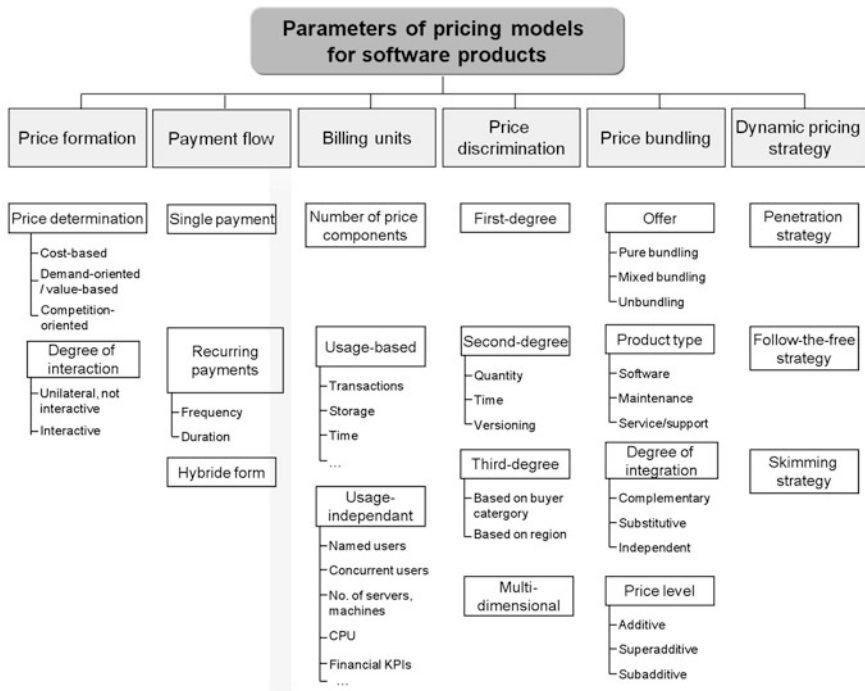 Parameters of pricing models
for software products
Price formation
Payment flow
Billing units
Price
discrimination
Price bundling
Dynamic pricing
strategy
Price determination
Cost-based
Demand-oriented
/ value-based
Competition-
oriented
Degree of
interaction
Unilateral, not
interactive
Interactive
Single payment
Recurring
payments
Frequency
Duration
Hybride form
Number of price
components
Usage-based
Transactions
Storage
Time
...
Usage-
independant
Named users
Concurrent users
No. of servers,
machines
CPU
Financial KPIs
...
First-degree
Second-degree
Quantity
Time
Versioning
Third-degree
Based on buyer
catergory
Based on region
Multi-
dimensional
Offer
Pure bundling
Mixed bundling
Unbundling
Product type
Software
Maintenance
Service/support
Degree of
integration
Complementary
Substitutive
Independent
Price level
Additive
Superadditive
Subadditive
Penetration
strategy
Follow-the-free
strategy
Skimming
strategy